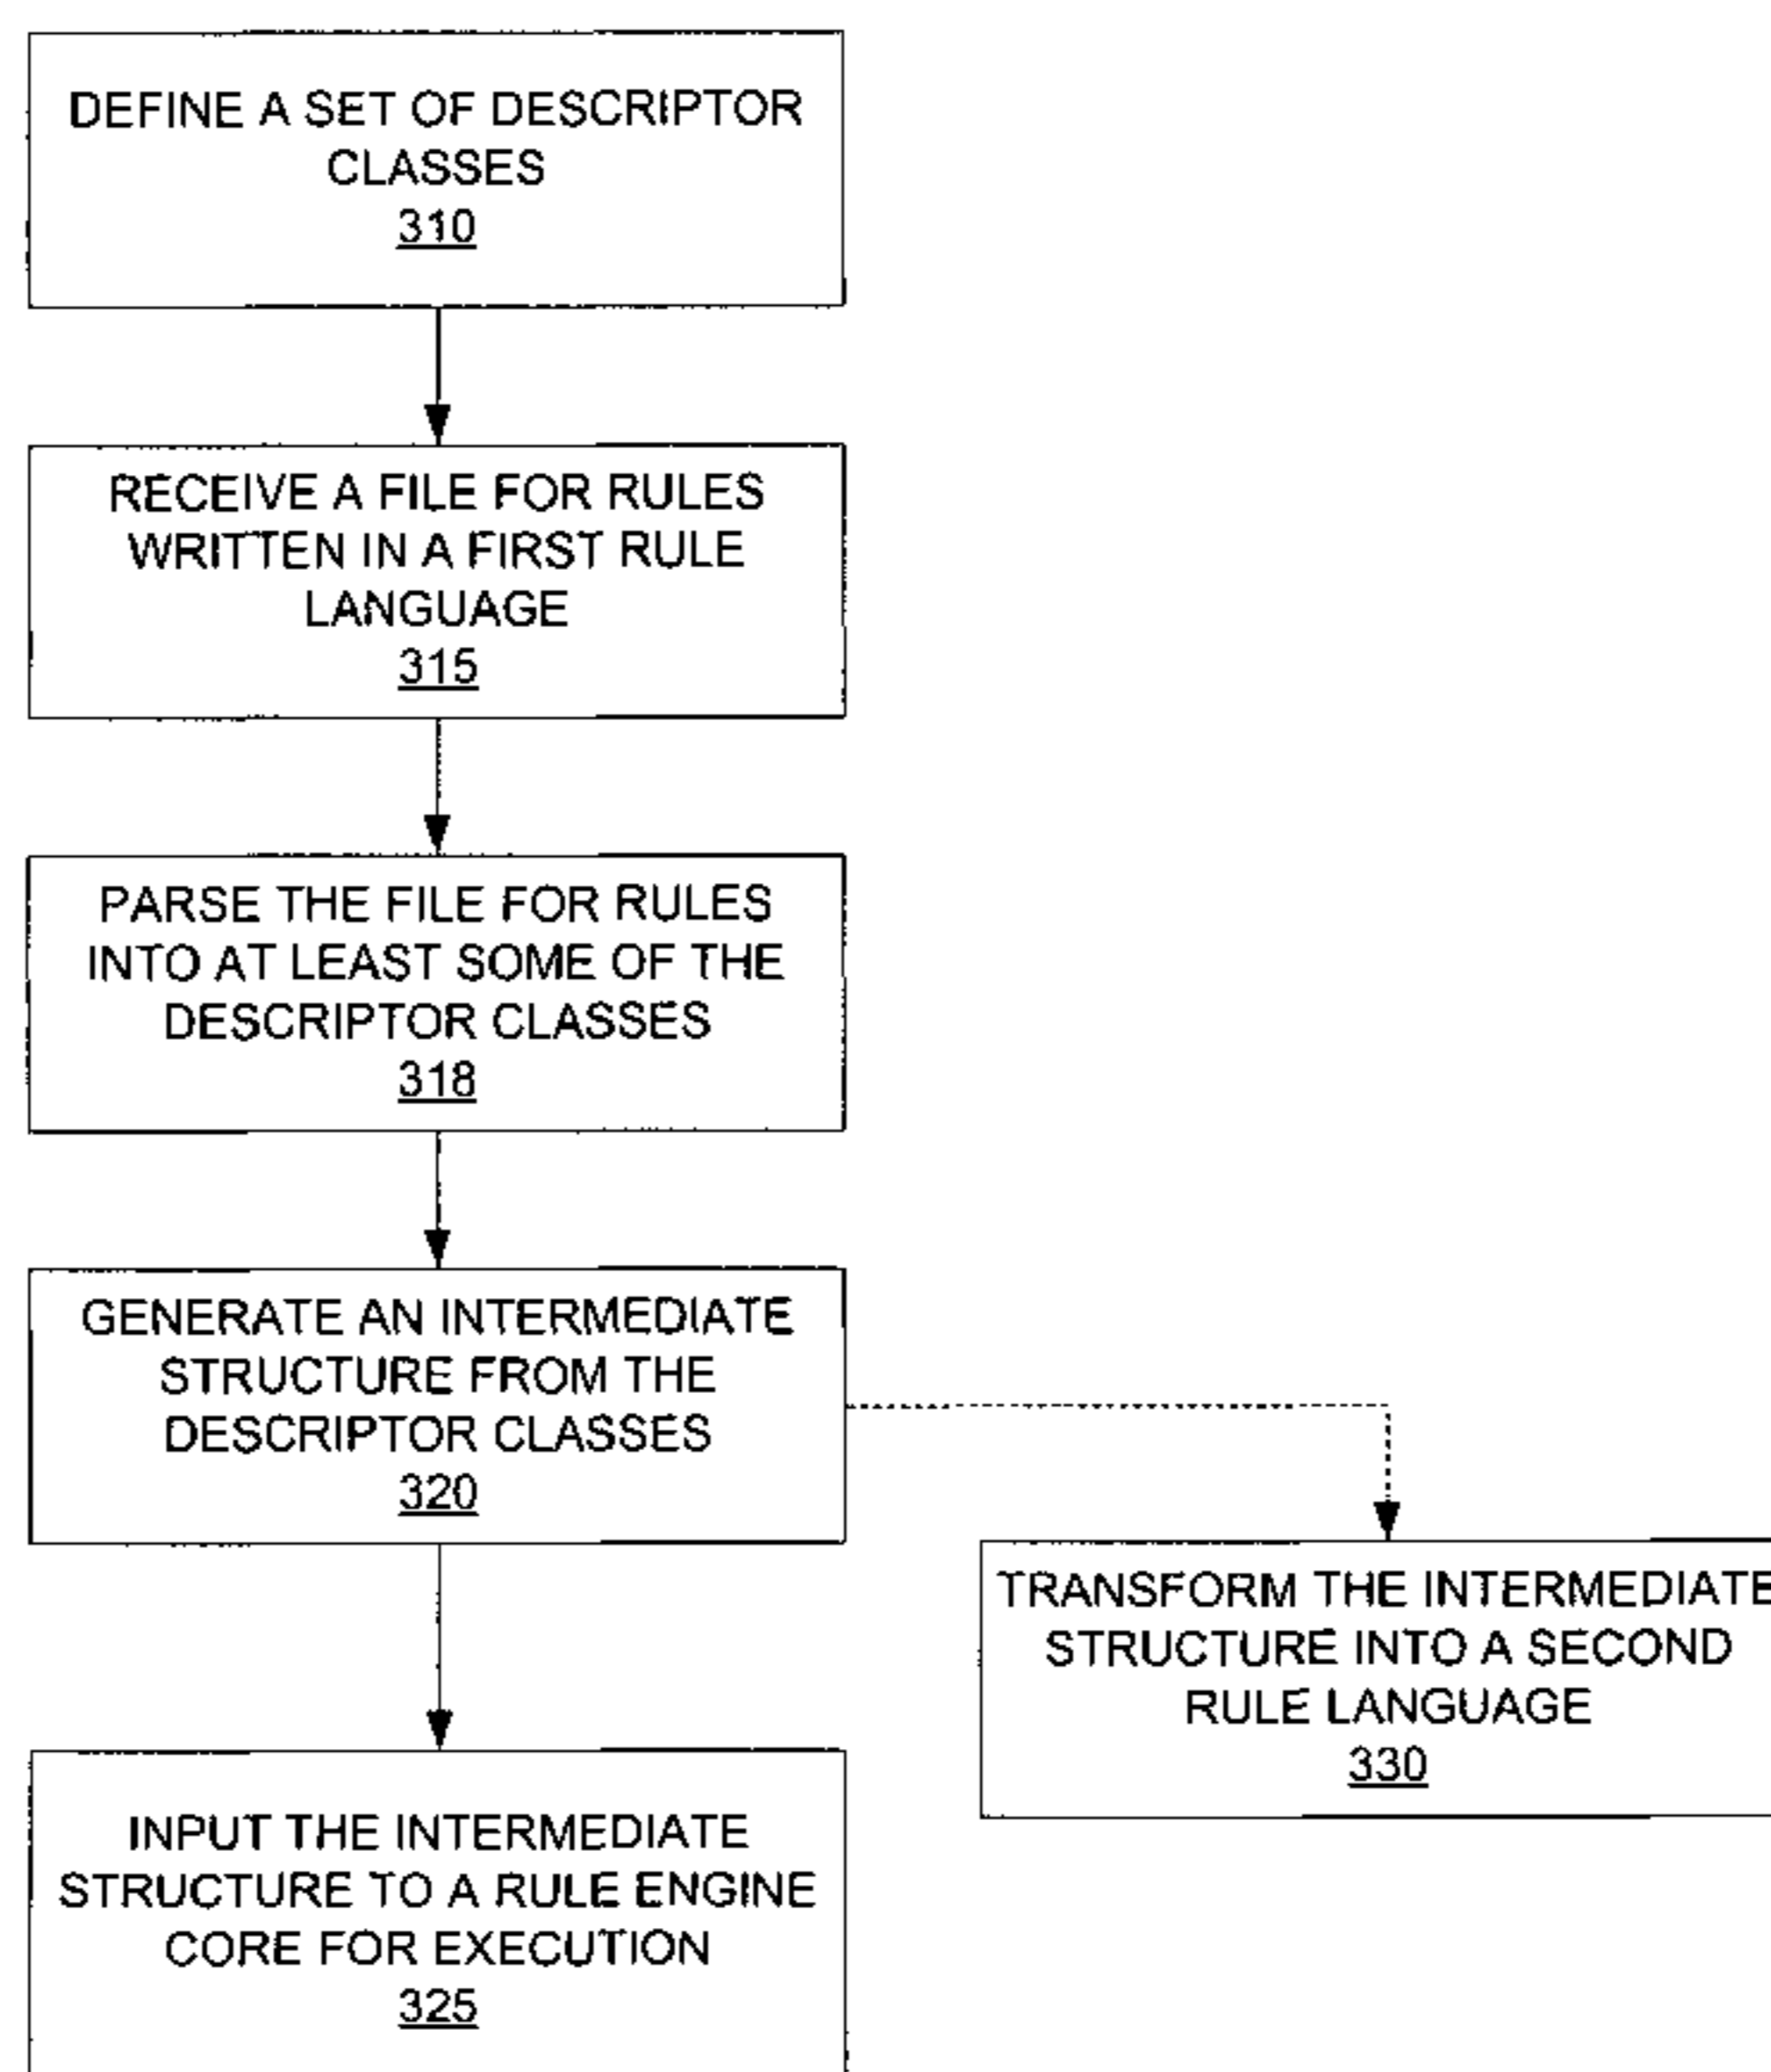 DEFINE A SET OF DESCRIPTOR
CLASSES
310
RECEIVE A FILE FOR RULES
WRITTEN IN A FIRST RULE
LANGUAGE
315
PARSE THE FILE FOR RULES
INTO AT LEAST SOME OF THE
DESCRIPTOR CLASSES
318
GENERATE AN INTERMEDIATE
STRUCTURE FROM THE
DESCRIPTOR CLASSES
320
TRANSFORM THE INTERMEDIATE
STRUCTURE INTO A SECOND
RULE LANGUAGE
330
INPUT THE INTERMEDIATE
STRUCTURE TO A RULE ENGINE
CORE FOR EXECUTION
325